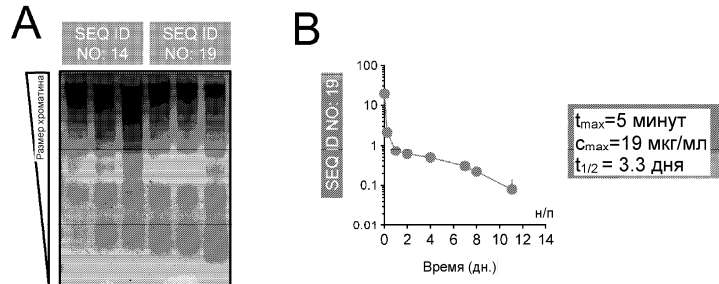 A
SEQ ID NO: 14
SEQ ID NO: 19
Размер хроматина
B
SEQ ID NO: 19
100
10
1
0.1
0.01
0 2 4 6 8 10 12 14
н/п
Время (дн.)
tmax=5 минут
cmax=19 мкг/мл
t1/2 = 3.3 дня